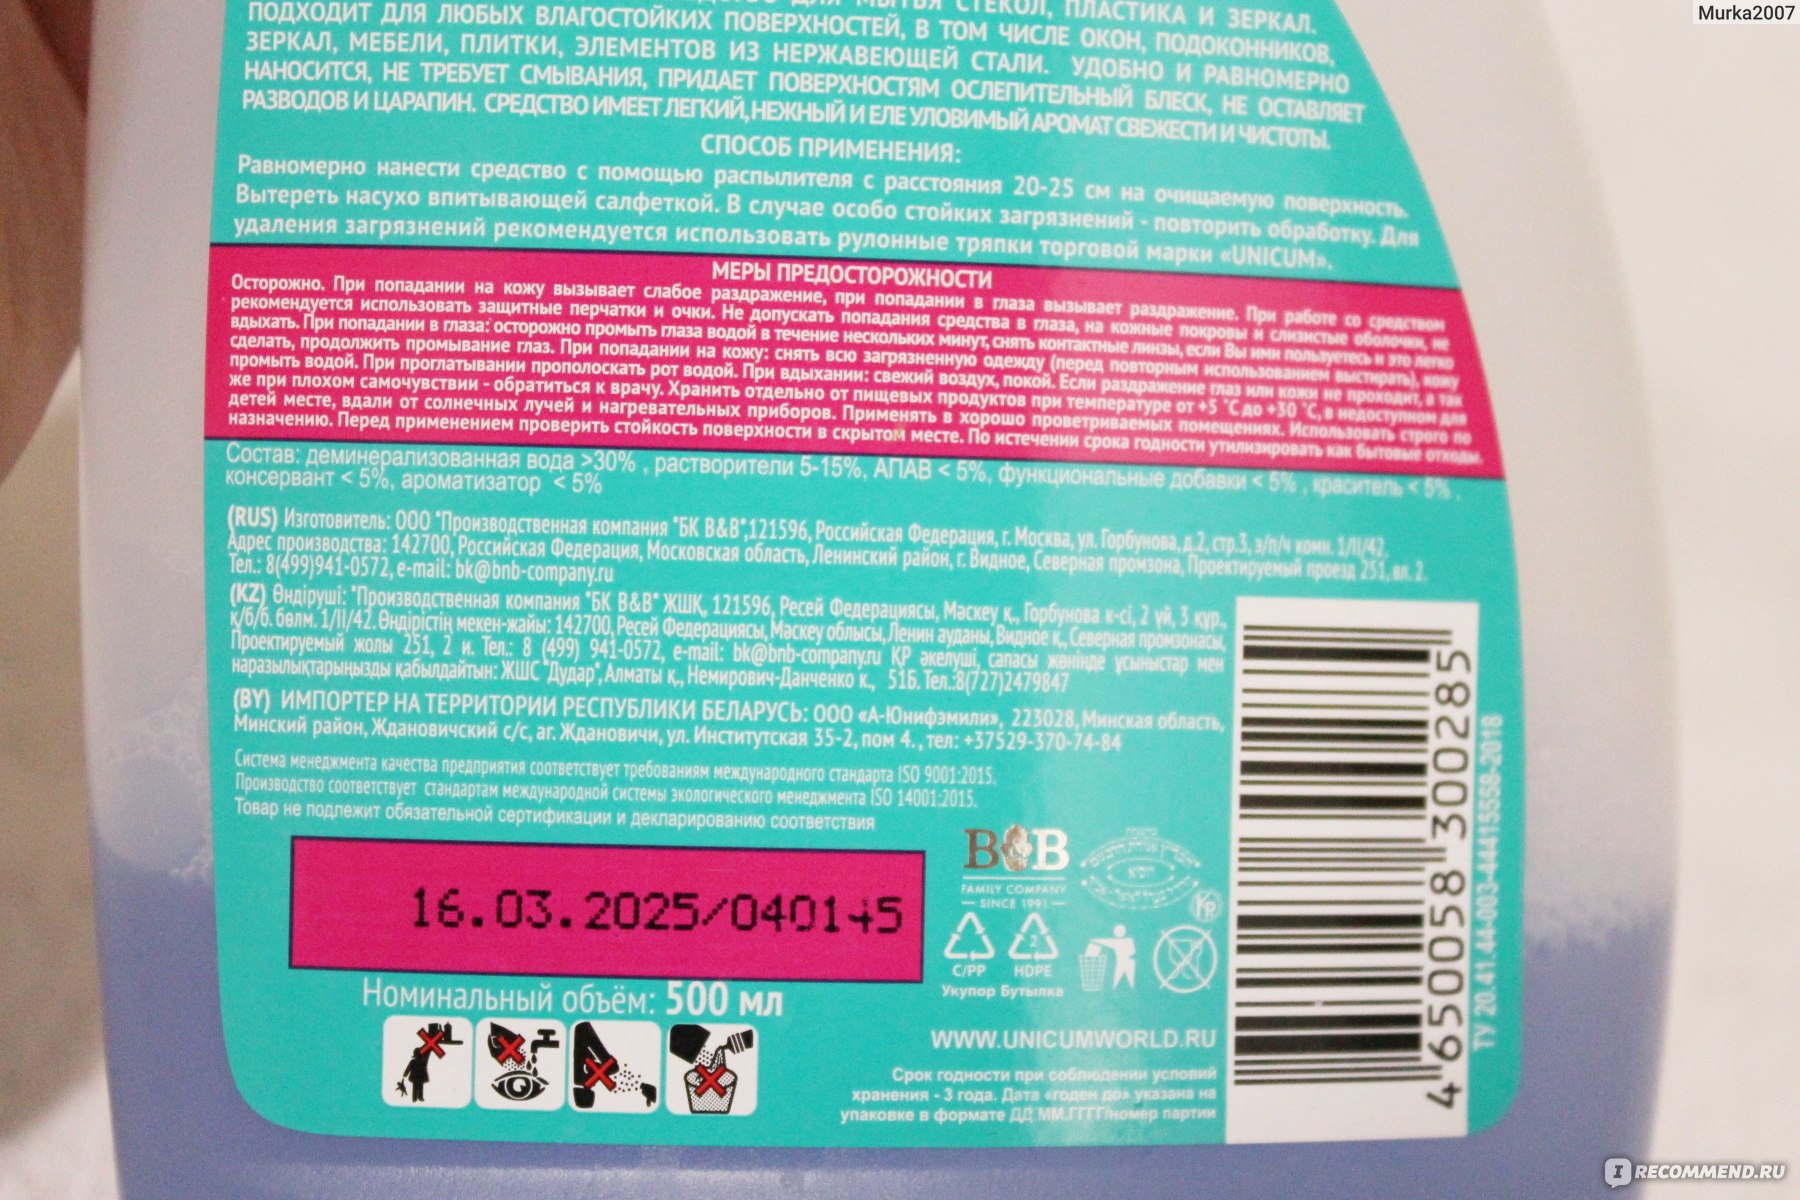 Murka2007
ДЛЯ МЫТЬЯ СТЕКОЛ, ПЛАСТИКА И ЗЕРКАЛ.
ПОДХОДИТ ДЛЯ ЛЮБЫХ ВЛАГОСТОЙКИХ ПОВЕРХНОСТЕЙ, В ТОМ ЧИСЛЕ ОКОН, ПОДОКОННИКОВ,
ЗЕРКАЛ, МЕБЕЛИ, ПЛИТКИ, ЭЛЕМЕНТОВ ИЗ НЕРЖАВЕЮЩЕЙ СТАЛИ. УДОБНО И РАВНОМЕРНО
НАНОСИТСЯ, НЕ ТРЕБУЕТ СМЫВАНИЯ, ПРИДАЕТ ПОВЕРХНОСТЯМ ОСЛЕПИТЕЛЬНЫЙ БЛЕСК, НЕ ОСТАВЛЯЕТ
РАЗВОДОВ И ЦАРАПИН. СРЕДСТВО ИМЕЕТ ЛЕГКИЙ, НЕЖНЫЙ И ЕЛЕ УЛОВИМЫЙ АРОМАТ СВЕЖЕСТИ И ЧИСТОТЫ.
СПОСОБ ПРИМЕНЕНИЯ:
Равномерно нанести средство с помощью распылителя с расстояния 20-25 см на очищаемую поверхность.
Вытереть насухо впитывающей салфеткой. В случае особо стойких загрязнений - повторить обработку. Для
удаления загрязнений рекомендуется использовать рулонные тряпки торговой марки «UNICUM».
МЕРЫ ПРЕДОСТОРОЖНОСТИ
Осторожно. При попадании на кожу вызывает слабое раздражение, при попадании в глаза вызывает раздражение. При работе со средством
рекомендуется использовать защитные перчатки и очки. Не допускать попадания средства в глаза, на кожные покровы и слизистые оболочки, не
вдыхать. При попадании в глаза: осторожно промыть глаза водой в течение нескольких минут, снять контактные линзы, если Вы ими пользуетесь и это легко
сделать, продолжить промывание глаз. При попадании на кожу: снять всю загрязненную одежду (перед повторным использованием выстирать), кожу
промыть водой. При проглатывании прополоскать рот водой. При вдыхании: свежий воздух, покой. Если раздражение глаз или кожи не проходит, а так
же при плохом самочувствии - обратиться к врачу. Хранить отдельно от пищевых продуктов при температуре от +5 ˚С до +30 ˚С, в недоступном для
детей месте, вдали от солнечных лучей и нагревательных приборов. Применять в хорошо проветриваемых помещениях. Использовать строго по
назначению. Перед применением проверить стойкость поверхности в скрытом месте. По истечении срока годности утилизировать как бытовые отходы.
Состав: деминерализованная вода >30% , растворители 5-15%, АПАВ < 5%, функциональные добавки < 5% , краситель < 5% ,
консервант < 5%, ароматизатор < 5%
(RUS) Изготовитель: ООО "Производственная компания "БК B&B",121596, Российская Федерация, г. Москва, ул. Горбунова, д.2, стр.3, э/п/ч комн. 1/II/42.
Адрес производства: 142700, Российская Федерация, Московская область, Ленинский район, г. Видное, Северная промзона, Проектируемый проезд 251, вл. 2.
Тел.: 8(499)941-0572, e-mail: bk@bnb-company.ru
(KZ) Өндіруші: "Производственная компания "БК B&B" ЖШҚ, 121596, Ресей Федерациясы, Маскеу қ., Горбунова к-сі, 2 үй, 3 құр.,
қ/б/б. бөлм. 1/II/42. Өндірістің мекен-жайы: 142700, Ресей Федерациясы, Маскеу облысы, Ленин ауданы, Видное қ., Северная промзонасы,
Проектируемый жолы 251, 2 и. Тел.: 8 (499) 941-0572, e-mail: bk@bnb-company.ru ҚР әкелуші, сапасы жөнінде ұсыныстар мен
наразылықтарыңызды қабылдайтын: ЖШС "Дудар", Алматы қ., Немирович-Данченко к., 51Б. Тел.:8(727)2479847
(BY) ИМПОРТЕР НА ТЕРРИТОРИИ РЕСПУБЛИКИ БЕЛАРУСЬ: ООО «А-Юнифэмили», 223028, Минская область,
Минский район, Ждановичский с/с, аг. Ждановичи, ул. Институтская 35-2, пом 4. , тел: +37529-370-74-84
Система менеджмента качества предприятия соответствует требованиям международного стандарта ISO 9001:2015.
Производство соответствует стандартам международной системы экологического менеджмента ISO 14001:2015.
Товар не подлежит обязательной сертификации и декларированию соответствия
16.03.2025/040145
B&B
FAMILY COMPANY
SINCE 1991
C/PP
2
HDPE
Укупор Бутылка
Номинальный объём: 500 мл
WWW.UNICUMWORLD.RU
Срок годности при соблюдении условий
хранения - 3 года. Дата «годен до» указана на
упаковке в формате ДД.ММ.ГГГГ/номер партии
4 650058 300285
ТУ 20.41.44-003-44415558-2018
I RECOMMEND.RU